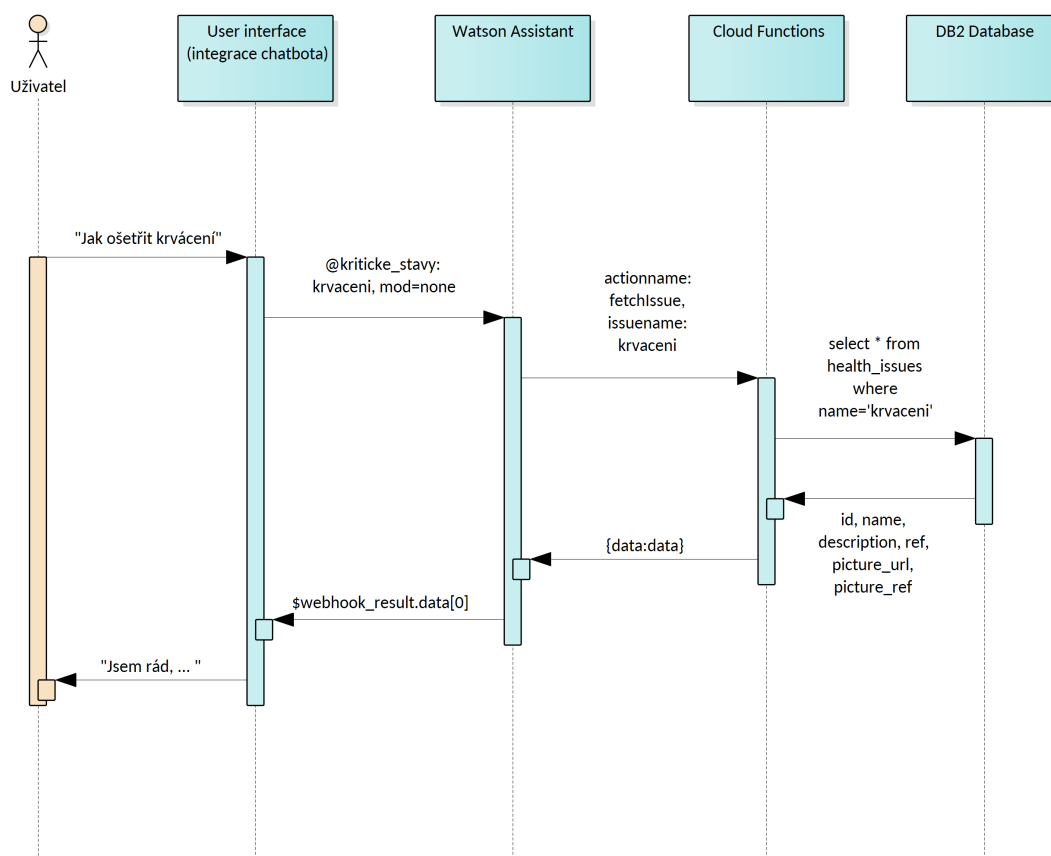 User interface
(integrace chatbota)
Watson Assistant
Cloud Functions
DB2 Database
Uživatel
"Jak ošetřit krvácení"
@kriticke_stavy:
krvaceni, mod=none
actionname:
fetchIssue,
issuename:
krvaceni
select * from
health_issues
where
name='krvaceni'
id, name,
description, ref,
picture_url,
picture_ref
{data:data}
$webhook_result.data[0]
"Jsem rád, ... "